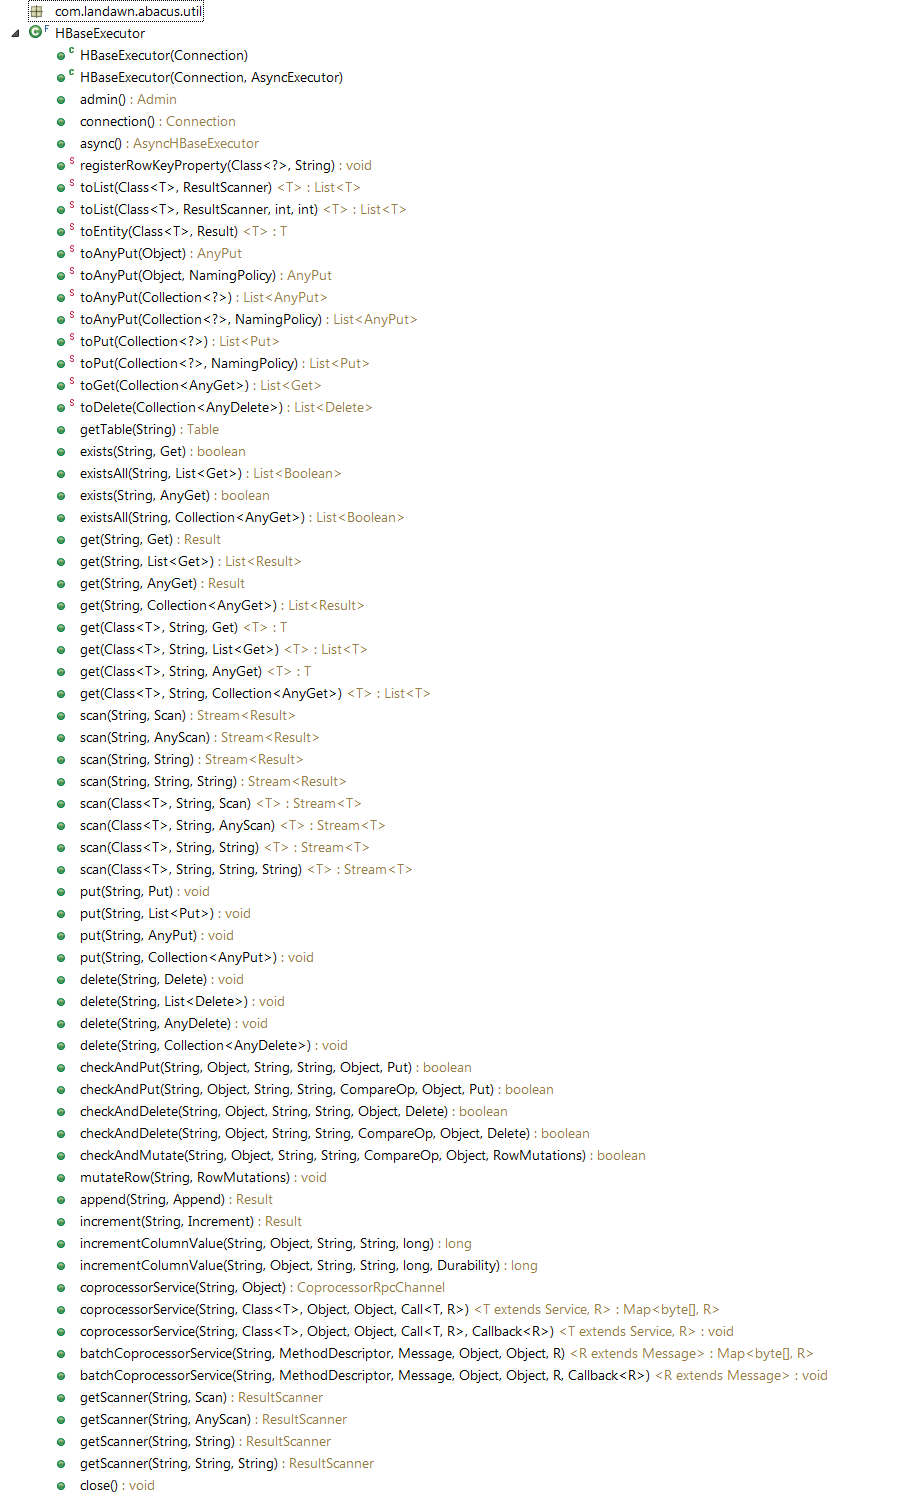 com.landawn.abacus.util
HBaseExecutor
HBaseExecutor(Connection)
HBaseExecutor(Connection, AsyncExecutor)
admin() : Admin
connection() : Connection
async() : AsyncHBaseExecutor
registerRowKeyProperty(Class<?>, String) : void
toList(Class<T>, ResultScanner) <T> : List<T>
toList(Class<T>, ResultScanner, int, int) <T> : List<T>
toEntity(Class<T>, Result) <T> : T
toAnyPut(Object) : AnyPut
toAnyPut(Object, NamingPolicy) : AnyPut
toAnyPut(Collection<?>) : List<AnyPut>
toAnyPut(Collection<?>, NamingPolicy) : List<AnyPut>
toPut(Collection<?>) : List<Put>
toPut(Collection<?>, NamingPolicy) : List<Put>
toGet(Collection<AnyGet>) : List<Get>
toDelete(Collection<AnyDelete>) : List<Delete>
getTable(String) : Table
exists(String, Get) : boolean
existsAll(String, List<Get>) : List<Boolean>
exists(String, AnyGet) : boolean
existsAll(String, Collection<AnyGet>) : List<Boolean>
get(String, Get) : Result
get(String, List<Get>) : List<Result>
get(String, AnyGet) : Result
get(String, Collection<AnyGet>) : List<Result>
get(Class<T>, String, Get) <T> : T
get(Class<T>, String, List<Get>) <T> : List<T>
get(Class<T>, String, AnyGet) <T> : T
get(Class<T>, String, Collection<AnyGet>) <T> : List<T>
scan(String, Scan) : Stream<Result>
scan(String, AnyScan) : Stream<Result>
scan(String, String) : Stream<Result>
scan(String, String, String) : Stream<Result>
scan(Class<T>, String, Scan) <T> : Stream<T>
scan(Class<T>, String, AnyScan) <T> : Stream<T>
scan(Class<T>, String, String) <T> : Stream<T>
scan(Class<T>, String, String, String) <T> : Stream<T>
put(String, Put) : void
put(String, List<Put>) : void
put(String, AnyPut) : void
put(String, Collection<AnyPut>) : void
delete(String, Delete) : void
delete(String, List<Delete>) : void
delete(String, AnyDelete) : void
delete(String, Collection<AnyDelete>) : void
checkAndPut(String, Object, String, String, Object, Put) : boolean
checkAndPut(String, Object, String, String, CompareOp, Object, Put) : boolean
checkAndDelete(String, Object, String, String, Object, Delete) : boolean
checkAndDelete(String, Object, String, String, CompareOp, Object, Delete) : boolean
checkAndMutate(String, Object, String, String, CompareOp, Object, RowMutations) : boolean
mutateRow(String, RowMutations) : void
append(String, Append) : Result
increment(String, Increment) : Result
incrementColumnValue(String, Object, String, String, long) : long
incrementColumnValue(String, Object, String, String, long, Durability) : long
coprocessorService(String, Object) : CoprocessorRpcChannel
coprocessorService(String, Class<T>, Object, Object, Call<T, R>) <T extends Service, R> : Map<byte[], R>
coprocessorService(String, Class<T>, Object, Object, Call<T, R>, Callback<R>) <T extends Service, R> : void
batchCoprocessorService(String, MethodDescriptor, Message, Object, Object, R) <R extends Message> : Map<byte[], R>
batchCoprocessorService(String, MethodDescriptor, Message, Object, Object, R, Callback<R>) <R extends Message> : void
getScanner(String, Scan) : ResultScanner
getScanner(String, AnyScan) : ResultScanner
getScanner(String, String) : ResultScanner
getScanner(String, String, String) : ResultScanner
close() : void